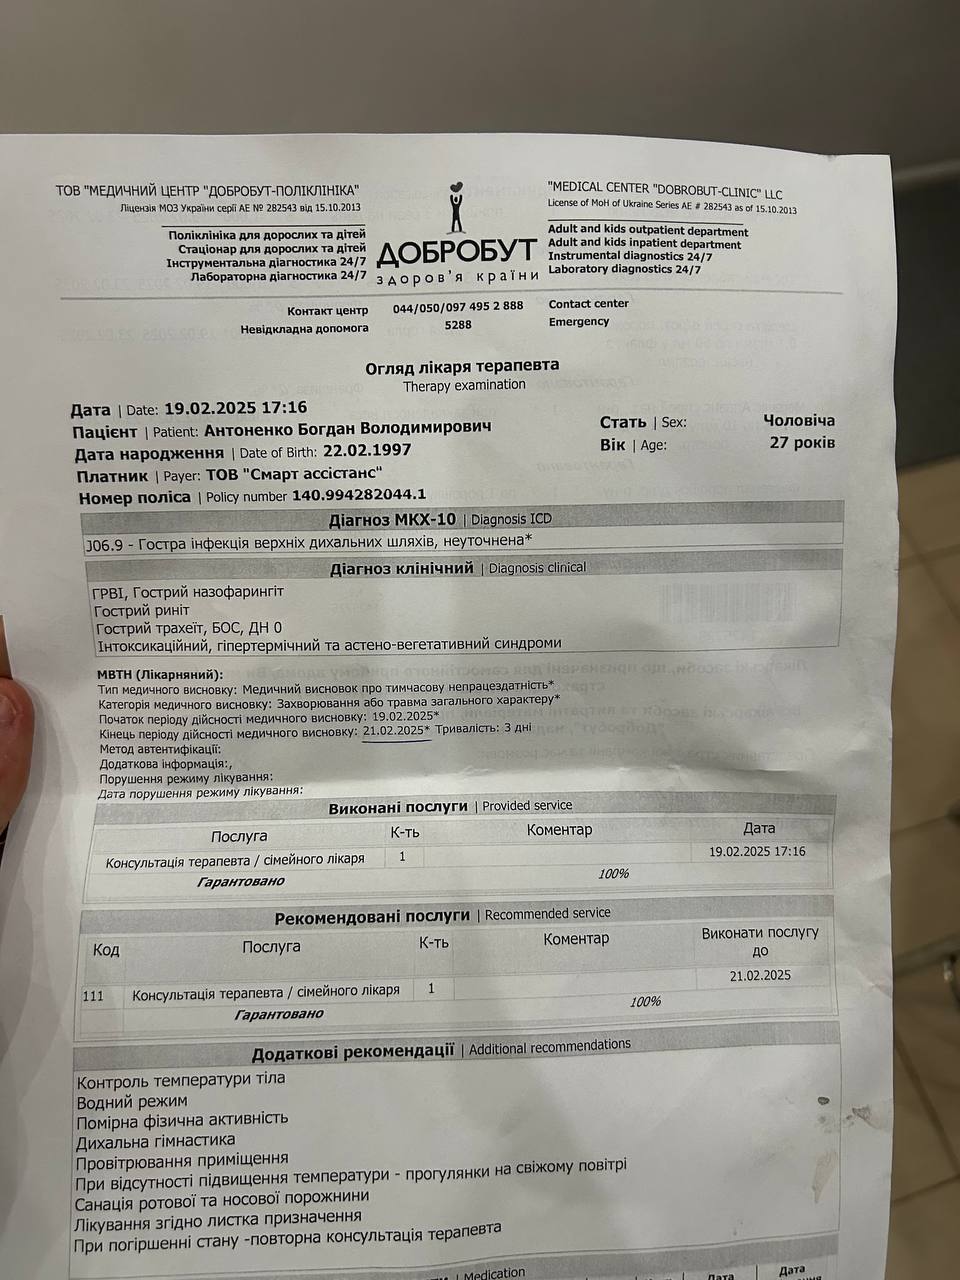 ТОВ "МЕДИЧНИЙ ЦЕНТР "ДОБРОБУТ-ПОЛІКЛІНІКА"
Ліцензія МОЗ України серії АЕ № 282543 від 15.10.2013
Поліклініка для дорослих та дітей
Стаціонар для дорослих та дітей
Інструментальна діагностика 24/7
Лабораторна діагностика 24/7
ДОБРОБУТ
здоров'я країни
"MEDICAL CENTER "DOBROBUT-CLINIC" LLC
License of MoH of Ukraine Series AE # 282543 as of 15.10.2013
Adult and kids outpatient department
Adult and kids inpatient department
Instrumental diagnostics 24/7
Laboratory diagnostics 24/7
Контакт центр 044/050/097 495 2 888 Contact center
Невідкладна допомога 5288 Emergency
Огляд лікаря терапевта
Therapy examination
Дата | Date: 19.02.2025 17:16
Пацієнт | Patient: Антоненко Богдан Володимирович Стать | Sex: Чоловіча
Дата народження | Date of Birth: 22.02.1997 Вік | Age: 27 років
Платник | Payer: ТОВ "Смарт ассістанс"
Номер поліса | Policy number 140.994282044.1
Діагноз МКХ-10 | Diagnosis ICD
J06.9 - Гостра інфекція верхніх дихальних шляхів, неуточнена*
Діагноз клінічний | Diagnosis clinical
ГРВІ, Гострий назофарингіт
Гострий риніт
Гострий трахеїт, БОС, ДН 0
Інтоксикаційний, гіпертермічний та астено-вегетативний синдроми
МВТН (Лікарняний):
Тип медичного висновку: Медичний висновок про тимчасову непрацездатність*
Категорія медичного висновку: Захворювання або травма загального характеру*
Початок періоду дійсності медичного висновку: 19.02.2025*
Кінець періоду дійсності медичного висновку: 21.02.2025* Тривалість: 3 дні
Метод автентифікації:
Додаткова інформація:,
Порушення режиму лікування:
Дата порушення режиму лікування:
Виконані послуги | Provided service
Послуга К-ть Коментар Дата
Консультація терапевта / сімейного лікаря 1 19.02.2025 17:16
Гарантовано 100%
Рекомендовані послуги | Recommended service
Код Послуга К-ть Коментар Виконати послугу
до
111 Консультація терапевта / сімейного лікаря 1 21.02.2025
Гарантовано 100%
Додаткові рекомендації | Additional recommendations
Контроль температури тіла
Водний режим
Помірна фізична активність
Дихальна гімнастика
Провітрювання приміщення
При відсутності підвищення температури - прогулянки на свіжому повітрі
Санація ротової та носової порожнини
Лікування згідно листка призначення
При погіршенні стану -повторна консультація терапевта
| Medication
Дата Дата